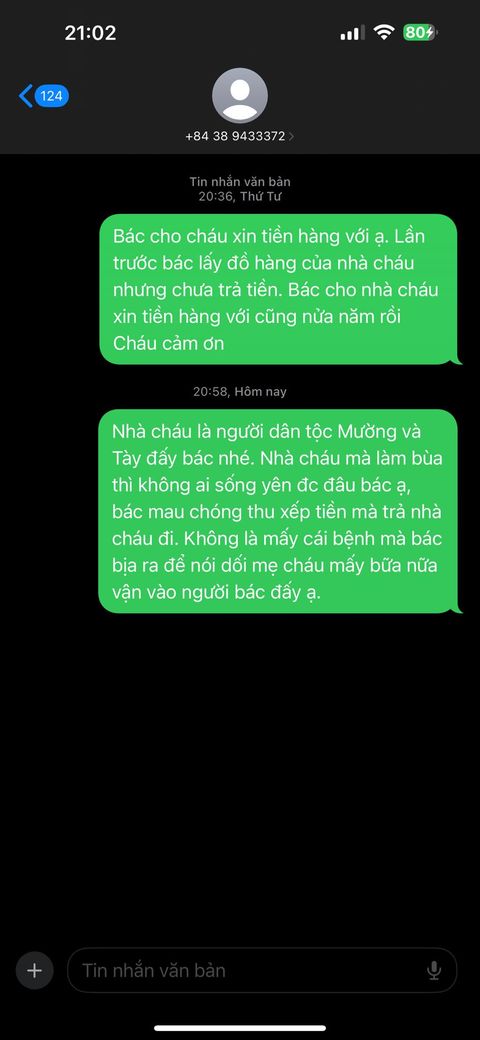 21:02
80
124
+84 38 9433372
Tin nhắn văn bản
20:36, Thứ Tư
Bác cho cháu xin tiền hàng với ạ. Lần
trước bác lấy đồ hàng của nhà cháu
nhưng chưa trả tiền. Bác cho nhà cháu
xin tiền hàng với cũng nửa năm rồi
Cháu cảm ơn
20:58, Hôm nay
Nhà cháu là người dân tộc Mường và
Tày đấy bác nhé. Nhà cháu mà làm bùa
thì không ai sống yên đc đâu bác ạ,
bác mau chóng thu xếp tiền mà trả nhà
cháu đi. Không là mấy cái bệnh mà bác
bịa ra để nói dối mẹ cháu mấy bữa nữa
vận vào người bác đấy ạ.
Tin nhắn văn bản